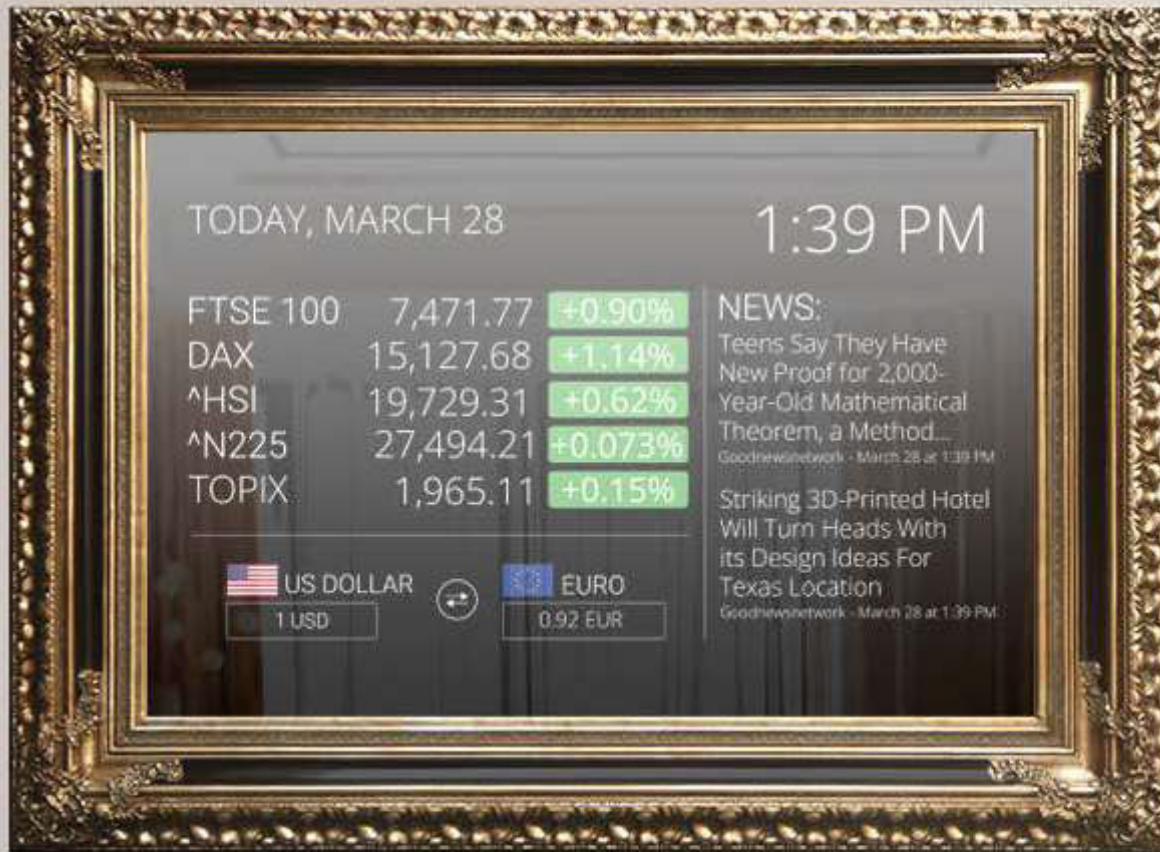 TODAY, MARCH 28
1:39 PM
FTSE 100 7,471.77 +0.90%
DAX 15,127.68 +1.14%
^HSI 19,729.31 +0.62%
^N225 27,494.21 +0.073%
TOPIX 1,965.11 +0.15%
US DOLLAR
1 USD
EURO
0.92 EUR
NEWS:
Teens Say They Have
New Proof for 2,000-
Year-Old Mathematical
Theorem, a Method...
Goodnewsnetwork - March 28 at 1:39 PM
Striking 3D-Printed Hotel
Will Turn Heads With
its Design Ideas For
Texas Location
Goodnewsnetwork - March 28 at 1:39 PM